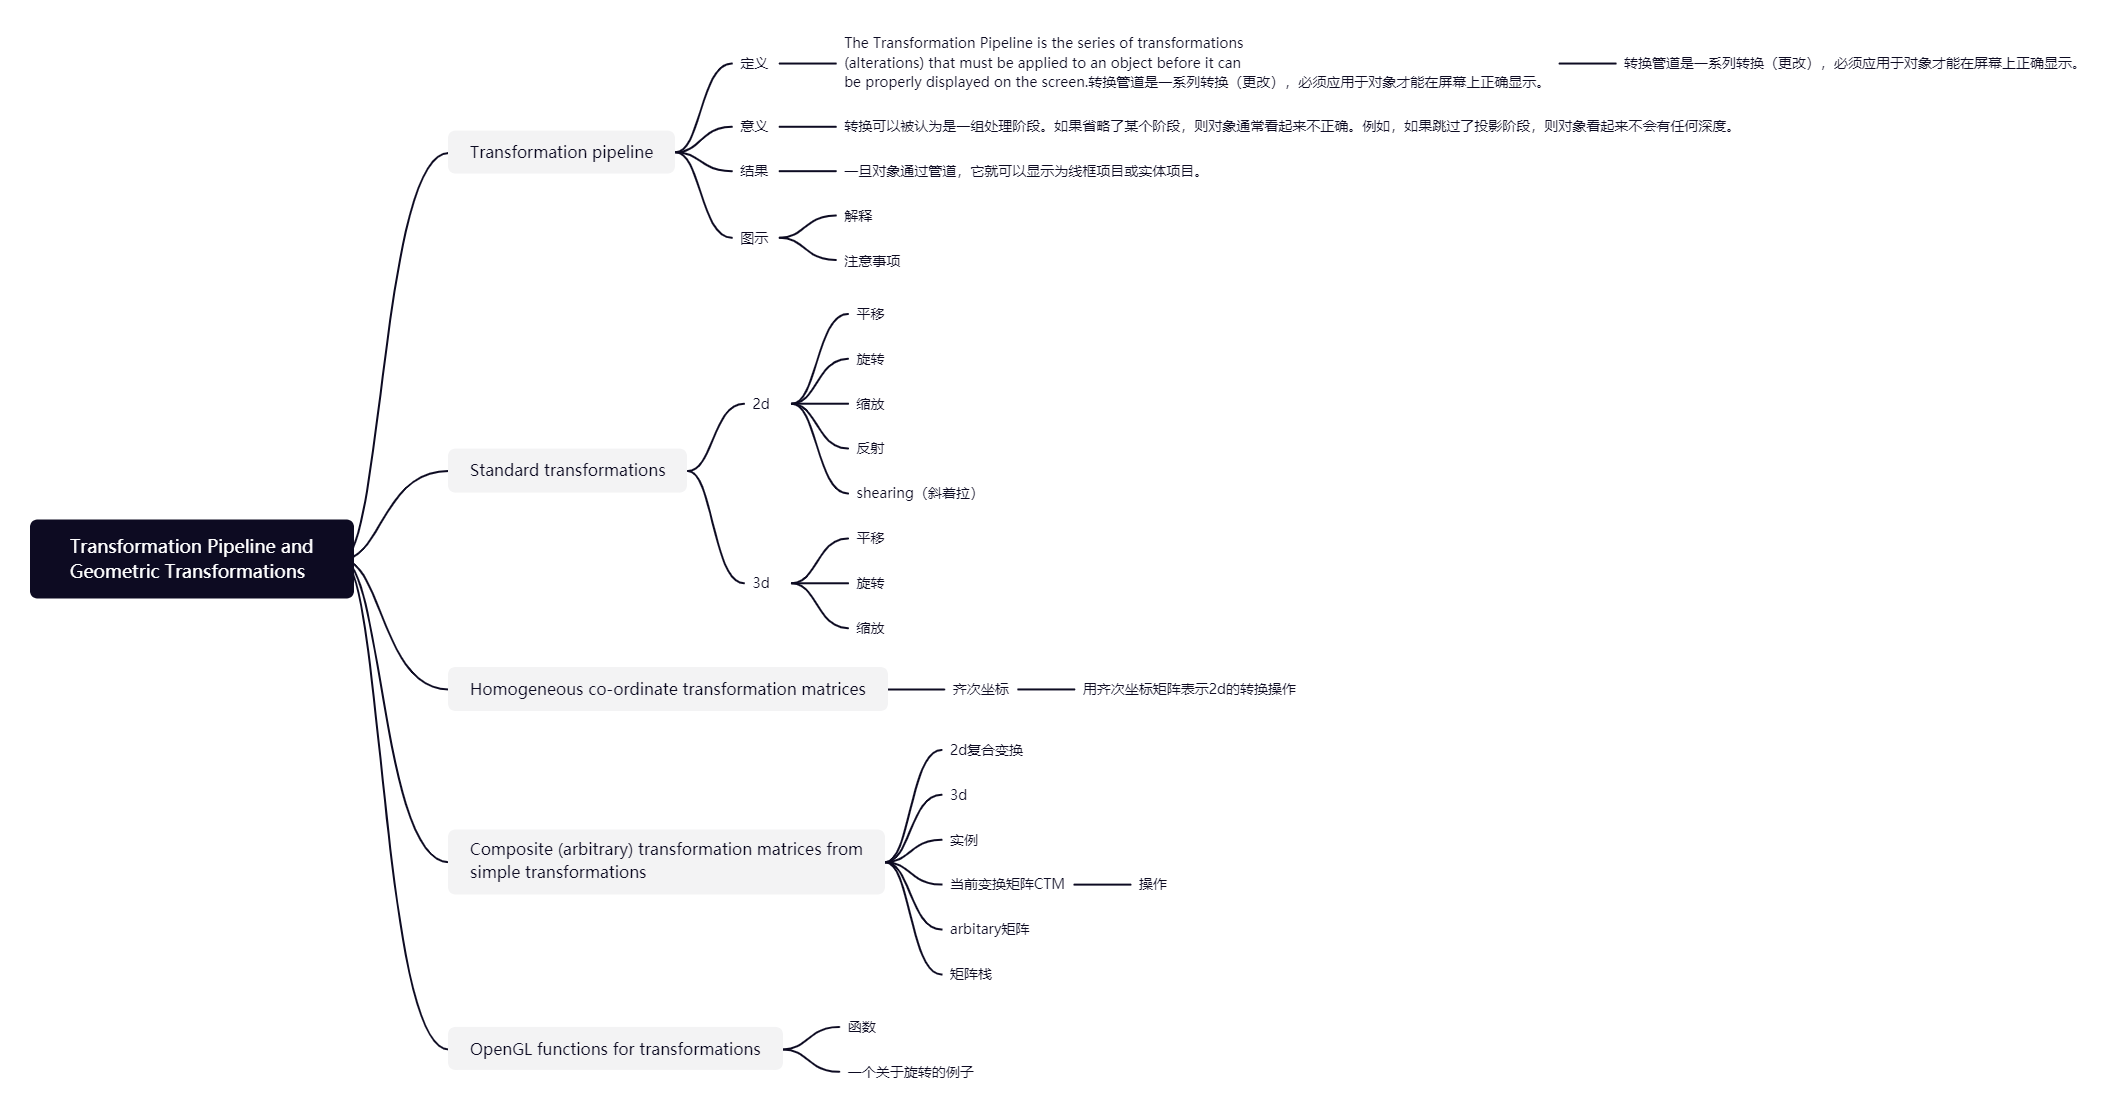 Transformation Pipeline and
Geometric Transformations
Transformation pipeline
定义
The Transformation Pipeline is the series of transformations
(alterations) that must be applied to an object before it can
be properly displayed on the screen.转换管道是一系列转换（更改），必须应用于对象才能在屏幕上正确显示。
转换管道是一系列转换（更改），必须应用于对象才能在屏幕上正确显示。
意义
转换可以被认为是一组处理阶段。如果省略了某个阶段，则对象通常看起来不正确。例如，如果跳过了投影阶段，则对象看起来不会有任何深度。
结果
一旦对象通过管道，它就可以显示为线框项目或实体项目。
图示
解释
注意事项
Standard transformations
2d
平移
旋转
缩放
反射
shearing（斜着拉）
3d
平移
旋转
缩放
Homogeneous co-ordinate transformation matrices
齐次坐标
用齐次坐标矩阵表示2d的转换操作
Composite (arbitrary) transformation matrices from
simple transformations
2d复合变换
3d
实例
当前变换矩阵CTM
操作
arbitary矩阵
矩阵栈
OpenGL functions for transformations
函数
一个关于旋转的例子